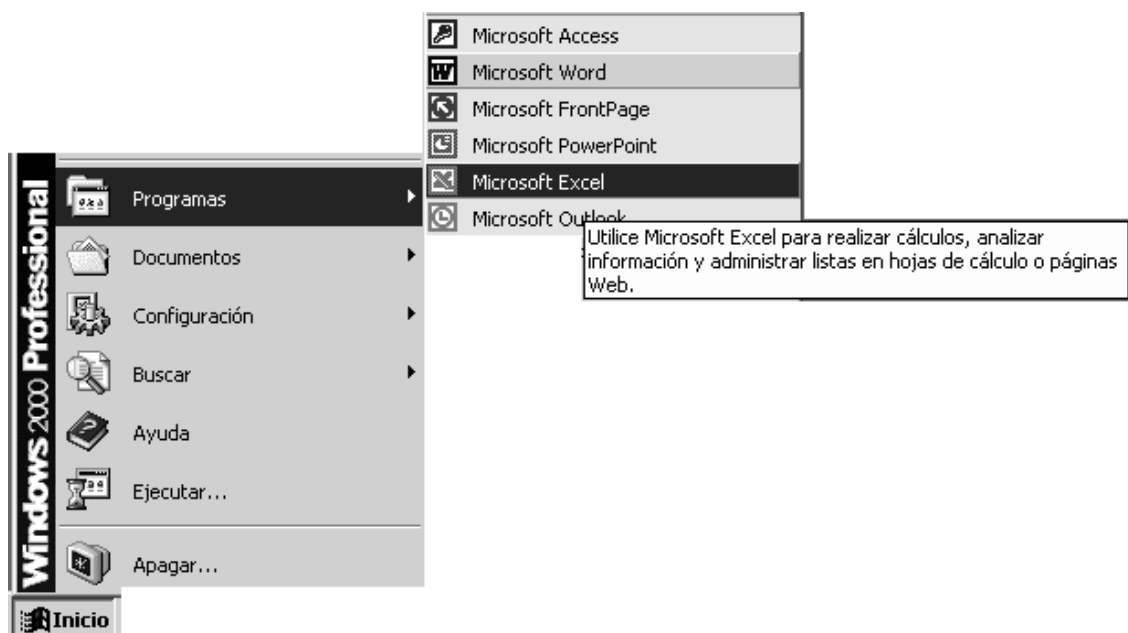 Microsoft Access
Microsoft Word
Microsoft FrontPage
Microsoft PowerPoint
Microsoft Excel
Microsoft Outlook
Utilice Microsoft Excel para realizar cálculos, analizar
información y administrar listas en hojas de cálculo o páginas
Web.
Windows 2000 Professional
Programas
Documentos
Configuración
Buscar
Ayuda
Ejecutar...
Apagar...
Inicio